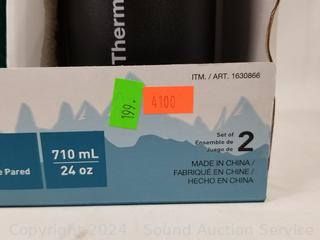 Therm
ITM. / ART. 1630866
199.
4100
710 mL
24 oz
e Pared
Set of
Ensemble de
Juego de
2
MADE IN CHINA /
FABRIQUÉ EN CHINE /
HECHO EN CHINA
Copyright 2024 - Sound Auction Service